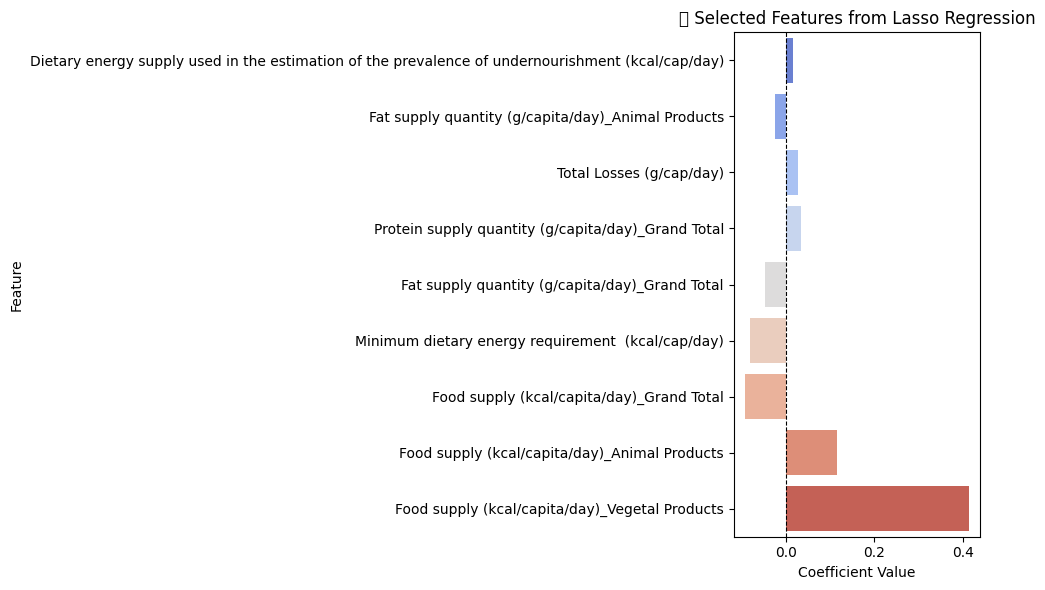 Selected Features from Lasso Regression
Dietary energy supply used in the estimation of the prevalence of undernourishment (kcal/cap/day)
Fat supply quantity (g/capita/day)_Animal Products
Total Losses (g/cap/day)
Protein supply quantity (g/capita/day)_Grand Total
Fat supply quantity (g/capita/day)_Grand Total
Minimum dietary energy requirement  (kcal/cap/day)
Food supply (kcal/capita/day)_Grand Total
Food supply (kcal/capita/day)_Animal Products
Food supply (kcal/capita/day)_Vegetal Products
Feature
0.0 0.2 0.4
Coefficient Value